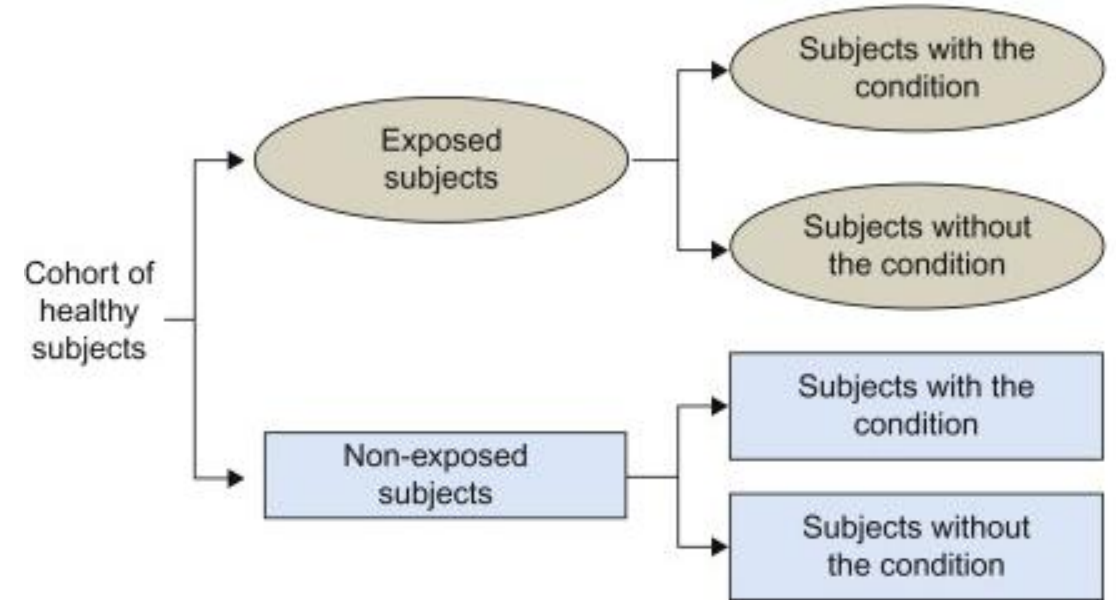 Cohort of
healthy
subjects
Exposed
subjects
Non-exposed
subjects
Subjects with the
condition
Subjects without
the condition
Subjects with the
condition
Subjects without
the condition